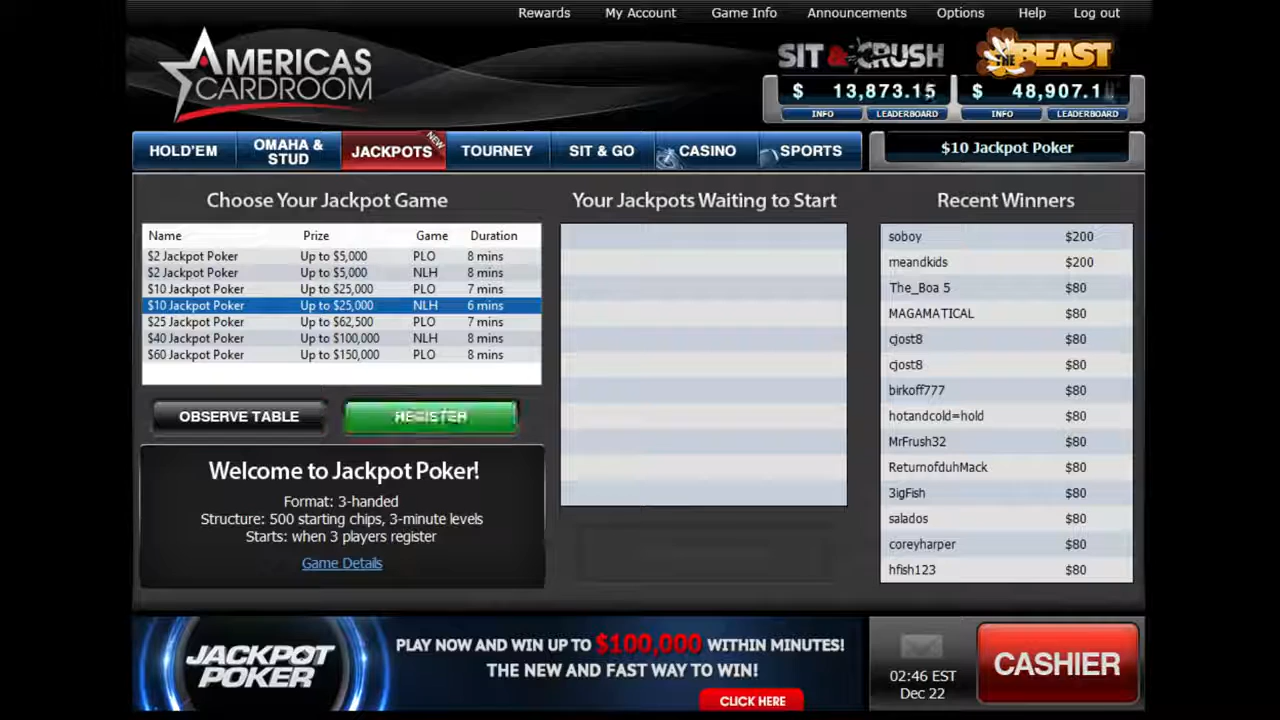 Rewards My Account Game Info Announcements Options Help Log out
AMERICAS
CARDROOM
SIT & CRUSH
THE BEAST
$ 13,873.15
$ 48,907.1
INFO LEADERBOARD INFO LEADERBOARD
HOLD'EM
OMAHA &
STUD
JACKPOTS
NEW
TOURNEY
SIT & GO
CASINO
SPORTS
$10 Jackpot Poker
Choose Your Jackpot Game
Name Prize Game Duration
$2 Jackpot Poker Up to $5,000 PLO 8 mins
$2 Jackpot Poker Up to $5,000 NLH 8 mins
$10 Jackpot Poker Up to $25,000 PLO 7 mins
$10 Jackpot Poker Up to $25,000 NLH 6 mins
$25 Jackpot Poker Up to $62,500 PLO 7 mins
$40 Jackpot Poker Up to $100,000 NLH 8 mins
$60 Jackpot Poker Up to $150,000 PLO 8 mins
OBSERVE TABLE
REGISTER
Welcome to Jackpot Poker!
Format: 3-handed
Structure: 500 starting chips, 3-minute levels
Starts: when 3 players register
Game Details
Your Jackpots Waiting to Start
Recent Winners
soboy $200
meandkids $200
The_Boa 5 $80
MAGAMATICAL $80
cjost8 $80
cjost8 $80
birkoff777 $80
hotandcold=hold $80
MrFrush32 $80
ReturnofduhMack $80
3igFish $80
salados $80
coreyharper $80
hfish123 $80
JACKPOT
POKER
PLAY NOW AND WIN UP TO $100,000 WITHIN MINUTES!
THE NEW AND FAST WAY TO WIN!
CLICK HERE
02:46 EST
Dec 22
CASHIER